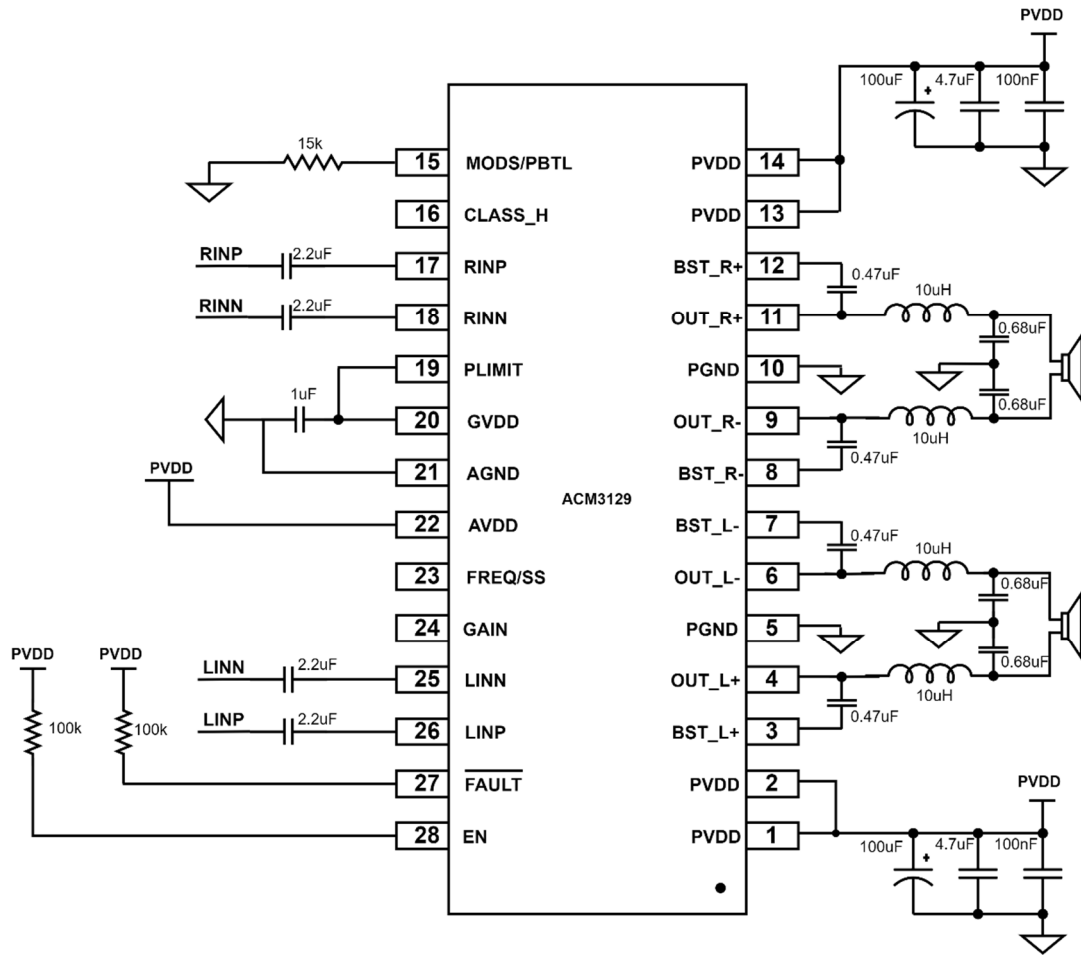 PVDD
100uF + 4.7uF 100nF
15k
15 MODS/PBTL PVDD 14
16 CLASS_H PVDD 13
RINP 2.2uF 17 RINP BST_R+ 12 0.47uF
10uH
RINN 2.2uF 18 RINN OUT_R+ 11 0.68uF
19 PLIMIT PGND 10
1uF 0.68uF
20 GVDD OUT_R- 9
10uH
PVDD 21 AGND BST_R- 8 0.47uF
ACM3129
22 AVDD BST_L- 7 0.47uF
10uH
23 FREQ/SS OUT_L- 6 0.68uF
24 GAIN PGND 5
PVDD PVDD LINN 2.2uF 0.68uF
25 LINN OUT_L+ 4
10uH
LINP 2.2uF 0.47uF
100k 100k 26 LINP BST_L+ 3
27 FAULT PVDD 2 PVDD
28 EN PVDD 1 100uF + 4.7uF 100nF